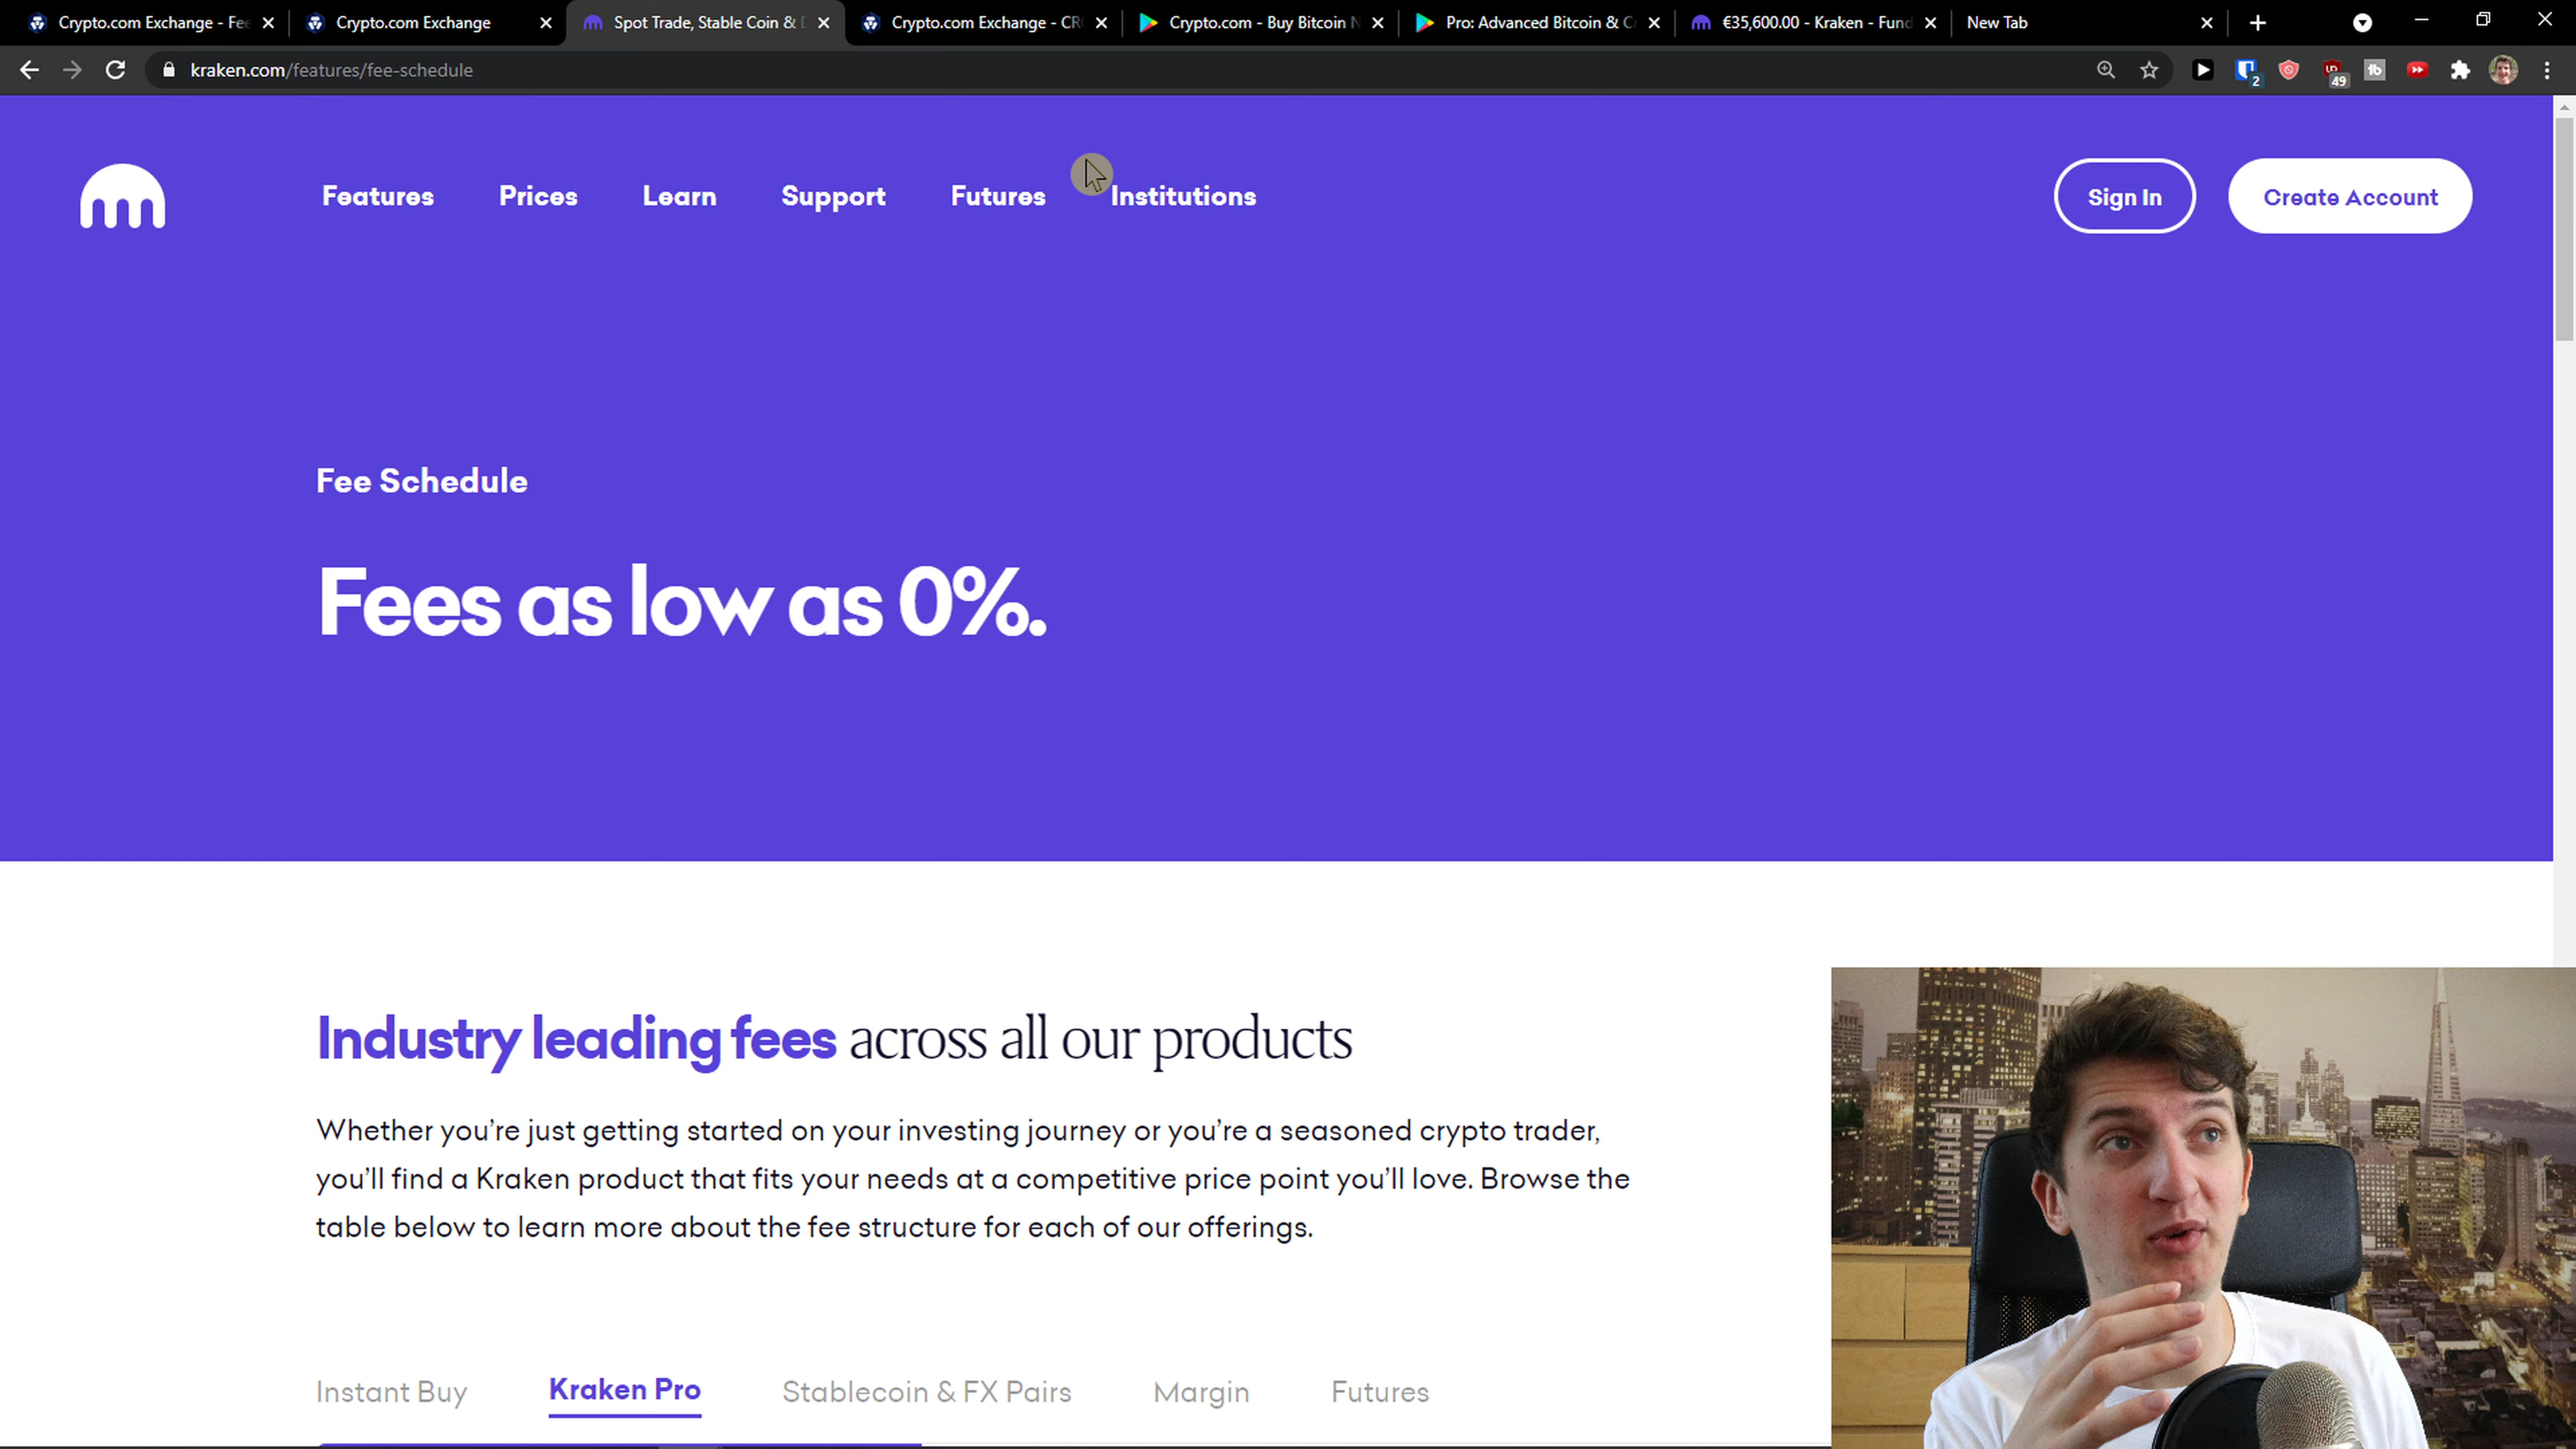 Crypto.com Exchange - Fee
Crypto.com Exchange
Spot Trade, Stable Coin & D
Crypto.com Exchange - CR
Crypto.com - Buy Bitcoin N
Pro: Advanced Bitcoin & C
€35,600.00 - Kraken - Fund
New Tab
kraken.com/features/fee-schedule
2
49
tb
Features
Prices
Learn
Support
Futures
Institutions
Sign In
Create Account
Fee Schedule
Fees as low as 0%.
Industry leading fees across all our products
Whether you’re just getting started on your investing journey or you’re a seasoned crypto trader,
you’ll find a Kraken product that fits your needs at a competitive price point you’ll love. Browse the
table below to learn more about the fee structure for each of our offerings.
Instant Buy
Kraken Pro
Stablecoin & FX Pairs
Margin
Futures